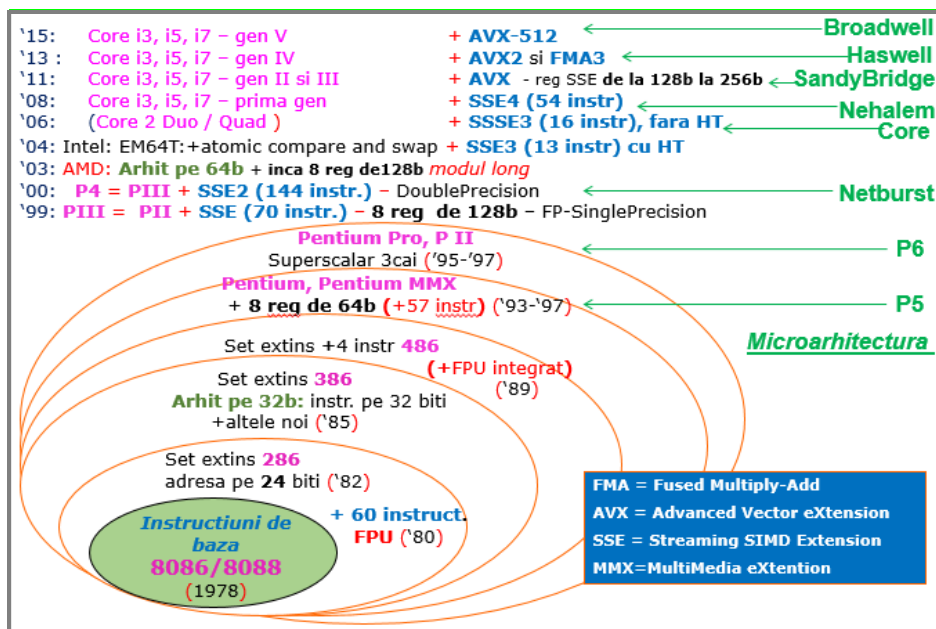 ‘15: Core i3, i5, i7 – gen V + AVX-512 Broadwell
‘13 : Core i3, i5, i7 – gen IV + AVX2 si FMA3 Haswell
‘11: Core i3, i5, i7 – gen II si III + AVX - reg SSE de la 128b la 256b SandyBridge
‘08: Core i3, i5, i7 – prima gen + SSE4 (54 instr) Nehalem
‘06: (Core 2 Duo / Quad ) + SSSE3 (16 instr), fara HT Core
‘04: Intel: EM64T:+atomic compare and swap + SSE3 (13 instr) cu HT
‘03: AMD: Arhit pe 64b + inca 8 reg de128b modul long
‘00: P4 = PIII + SSE2 (144 instr.) – DoublePrecision Netburst
‘99: PIII = PII + SSE (70 instr.) – 8 reg de 128b – FP-SinglePrecision
Pentium Pro, P II P6
Superscalar 3cai (’95-’97)
Pentium, Pentium MMX
+ 8 reg de 64b (+57 instr) (‘93-‘97) P5
Microarhitectura
Set extins +4 instr 486
(+FPU integrat)
(‘89)
Set extins 386
Arhit pe 32b: instr. pe 32 biti
+altele noi (‘85)
Set extins 286
adresa pe 24 biti (‘82)
+ 60 instruct.
FPU (‘80)
Instructiuni de
baza
8086/8088
(1978)
FMA = Fused Multiply-Add
AVX = Advanced Vector eXtension
SSE = Streaming SIMD Extension
MMX=MultiMedia eXtention